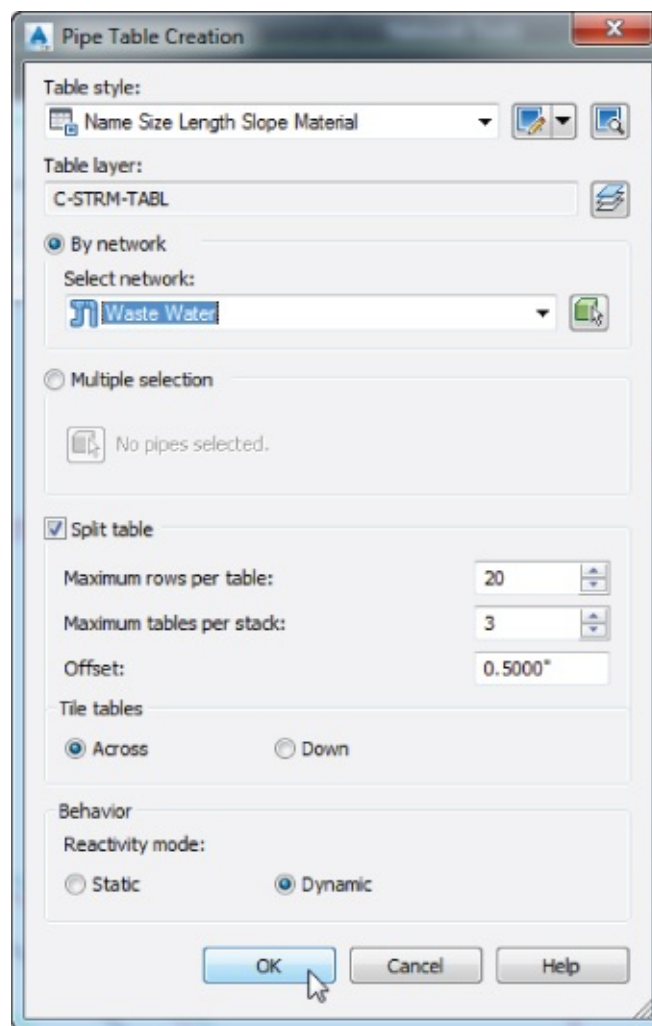 Pipe Table Creation
Table style:
Name Size Length Slope Material
Table layer:
C-STRM-TABL
By network
Select network:
Waste Water
Multiple selection
No pipes selected.
Split table
Maximum rows per table: 20
Maximum tables per stack: 3
Offset: 0.5000"
Tile tables
Across Down
Behavior
Reactivity mode:
Static Dynamic
OK Cancel Help